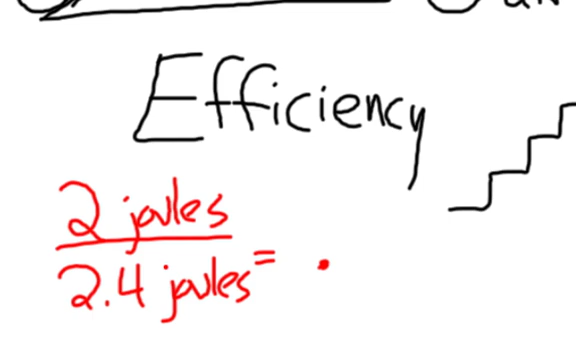 Efficiency
2 joules
2.4 joules = .